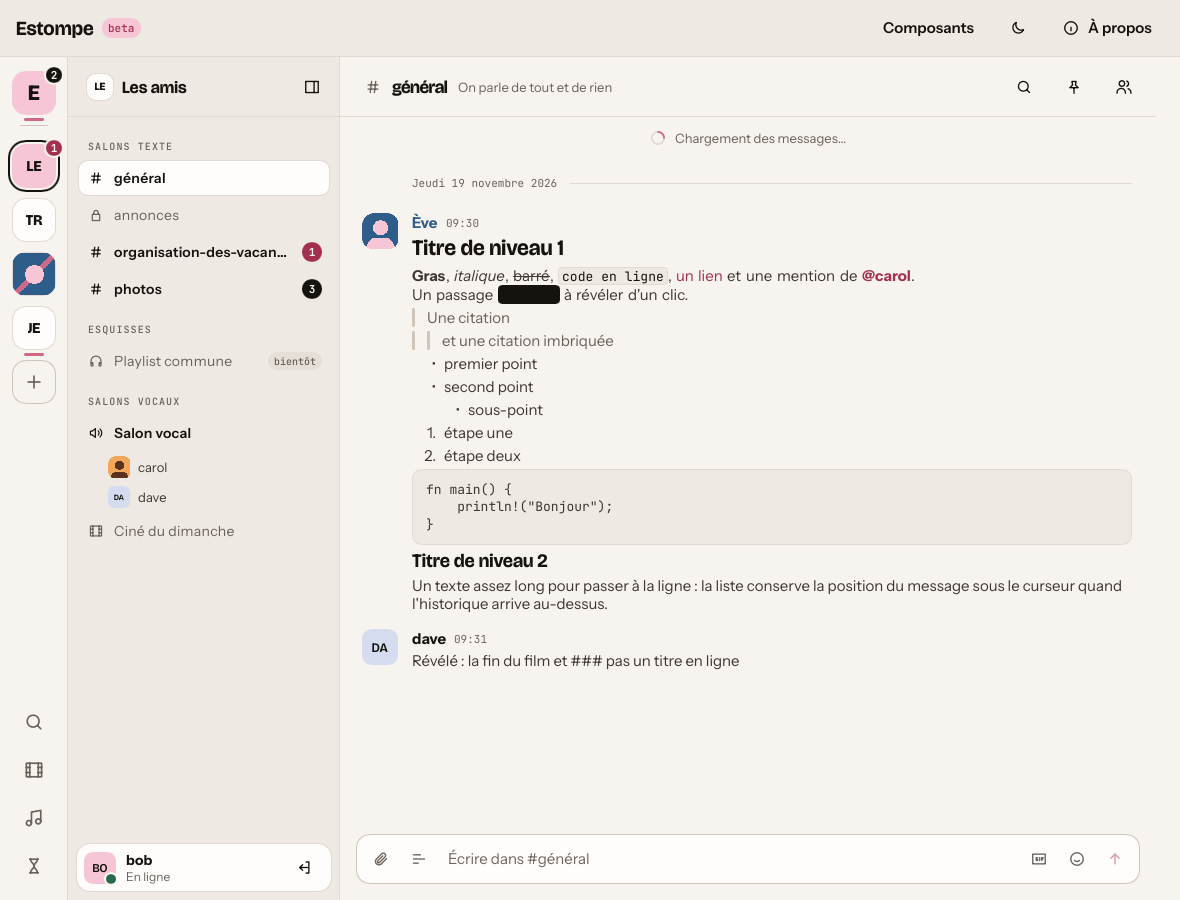 Estompe beta
Composants
À propos
E 2
LE 1
TR
JE
LE Les amis
SALONS TEXTE
# général
annonces
# organisation-des-vacan... 1
# photos 3
ESQUISSES
Playlist commune bientôt
SALONS VOCAUX
Salon vocal
carol
DA dave
Ciné du dimanche
BO bob
En ligne
# général On parle de tout et de rien
Chargement des messages...
Jeudi 19 novembre 2026
Ève 09:30
Titre de niveau 1
Gras, italique, barré, code en ligne, un lien et une mention de @carol.
Un passage à révéler d'un clic.
Une citation
et une citation imbriquée
• premier point
• second point
• sous-point
1. étape une
2. étape deux
fn main() {
    println!("Bonjour");
}
Titre de niveau 2
Un texte assez long pour passer à la ligne : la liste conserve la position du message sous le curseur quand
l'historique arrive au-dessus.
DA dave 09:31
Révélé : la fin du film et ### pas un titre en ligne
Écrire dans #général
GIF